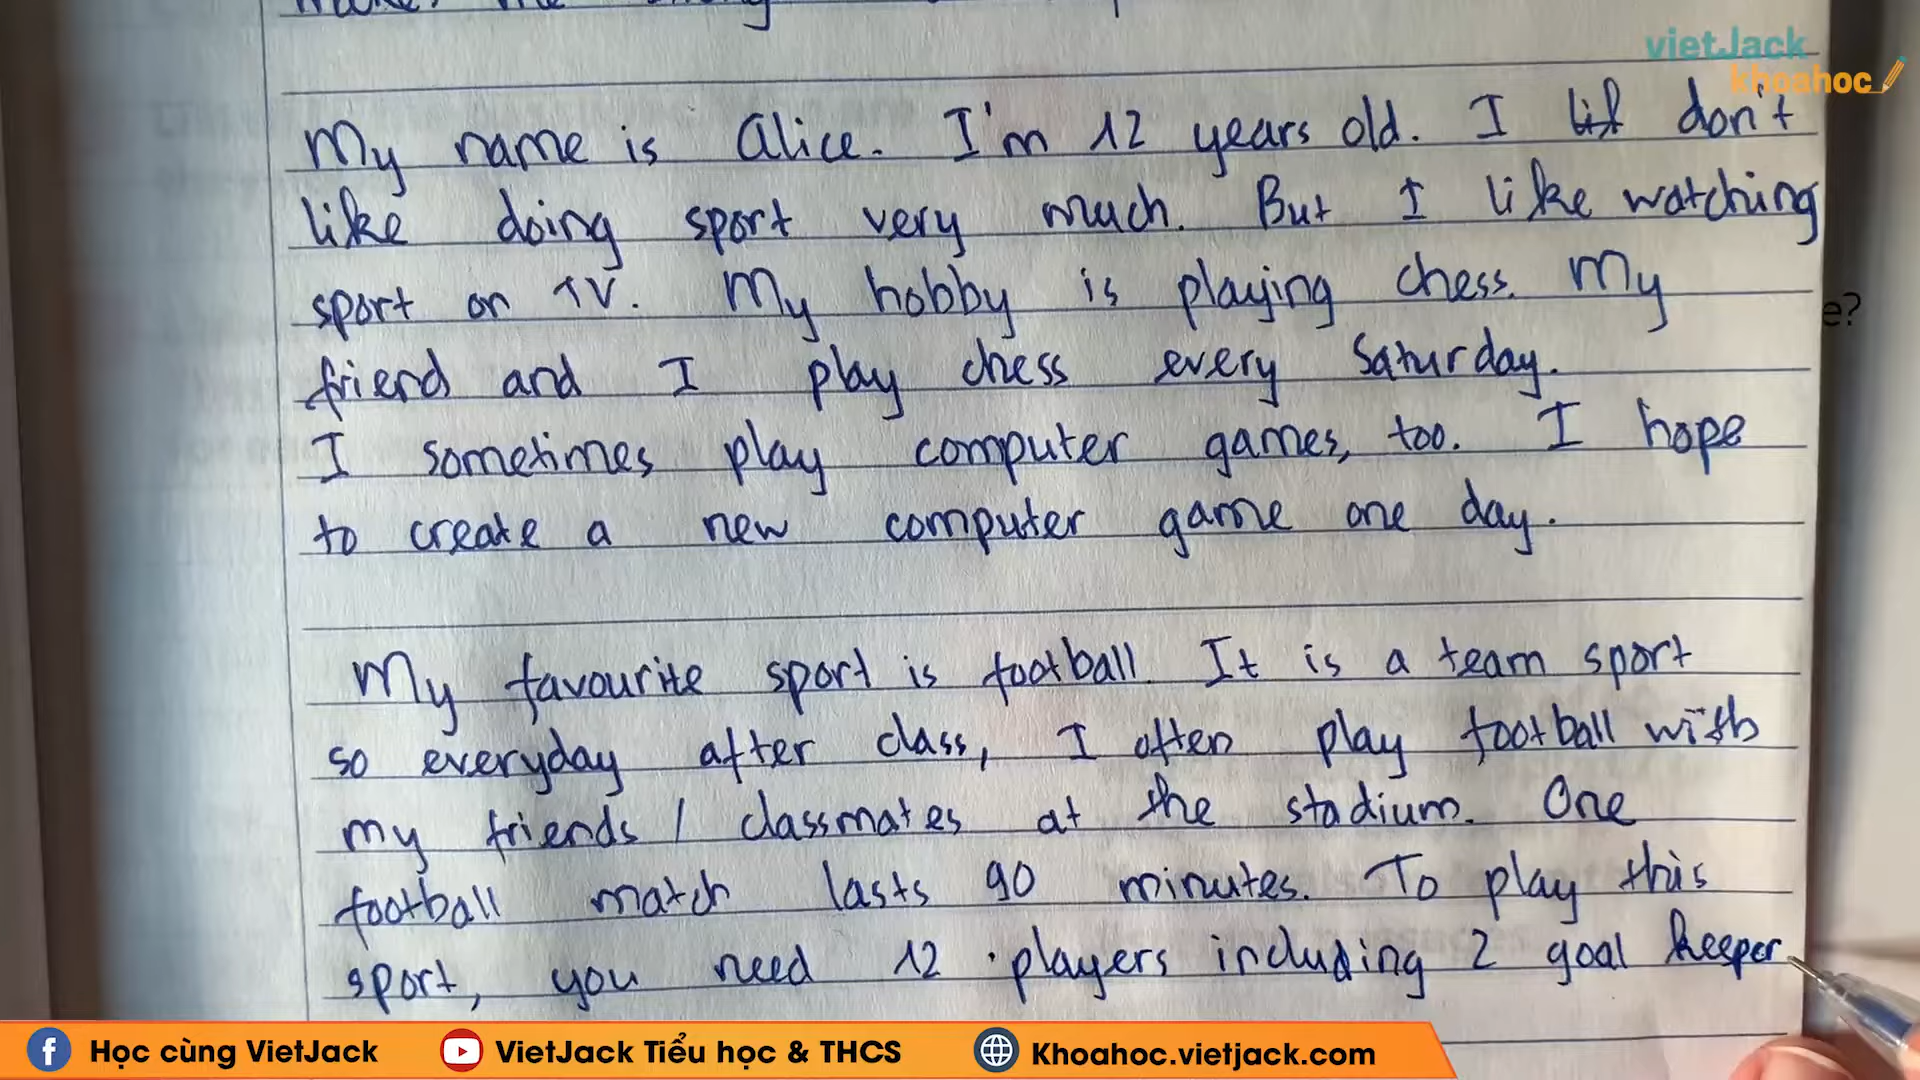 vietJack
khoahoc
My name is Alice. I'm 12 years old. I don't
like doing sport very much. But I like watching
sport on TV. My hobby is playing chess. My
friend and I play chess every Saturday.
I sometimes play computer games, too. I hope
to create a new computer game one day.
My favourite sport is football. It is a team sport
so everyday after class, I often play football with
my friends / classmates at the stadium. One
football match lasts 90 minutes. To play this
sport, you need 12 players including 2 goal keeper
e?
Học cùng VietJack
VietJack Tiểu học & THCS
Khoahoc.vietjack.com